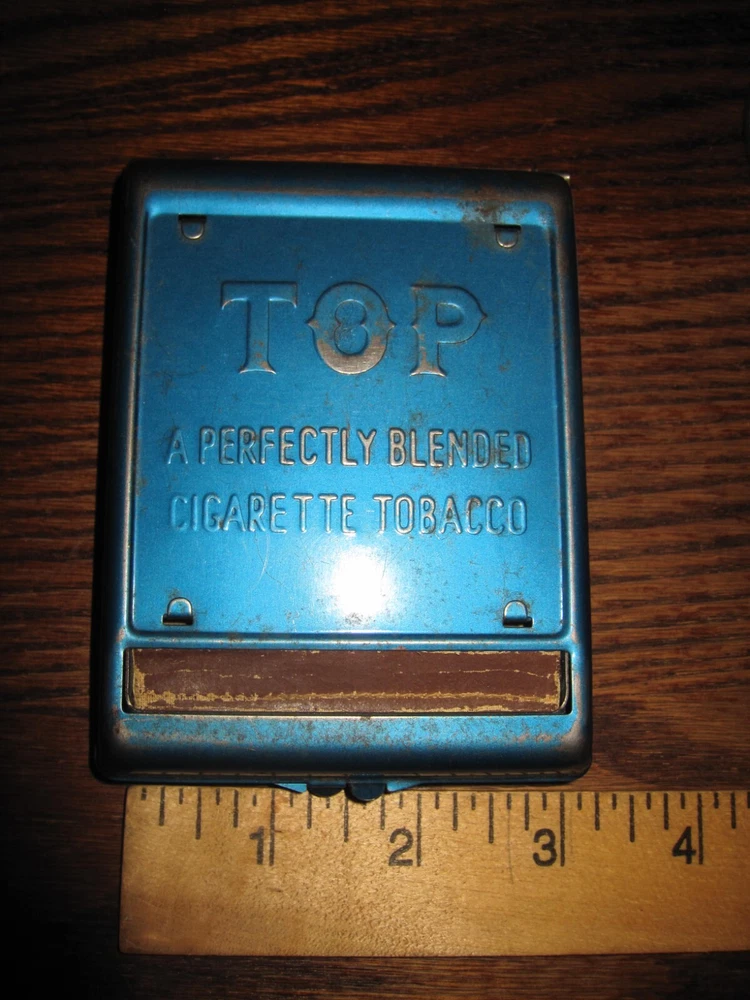 TOP
A PERFECTLY BLENDED
CIGARETTE TOBACCO
1 2 3 4